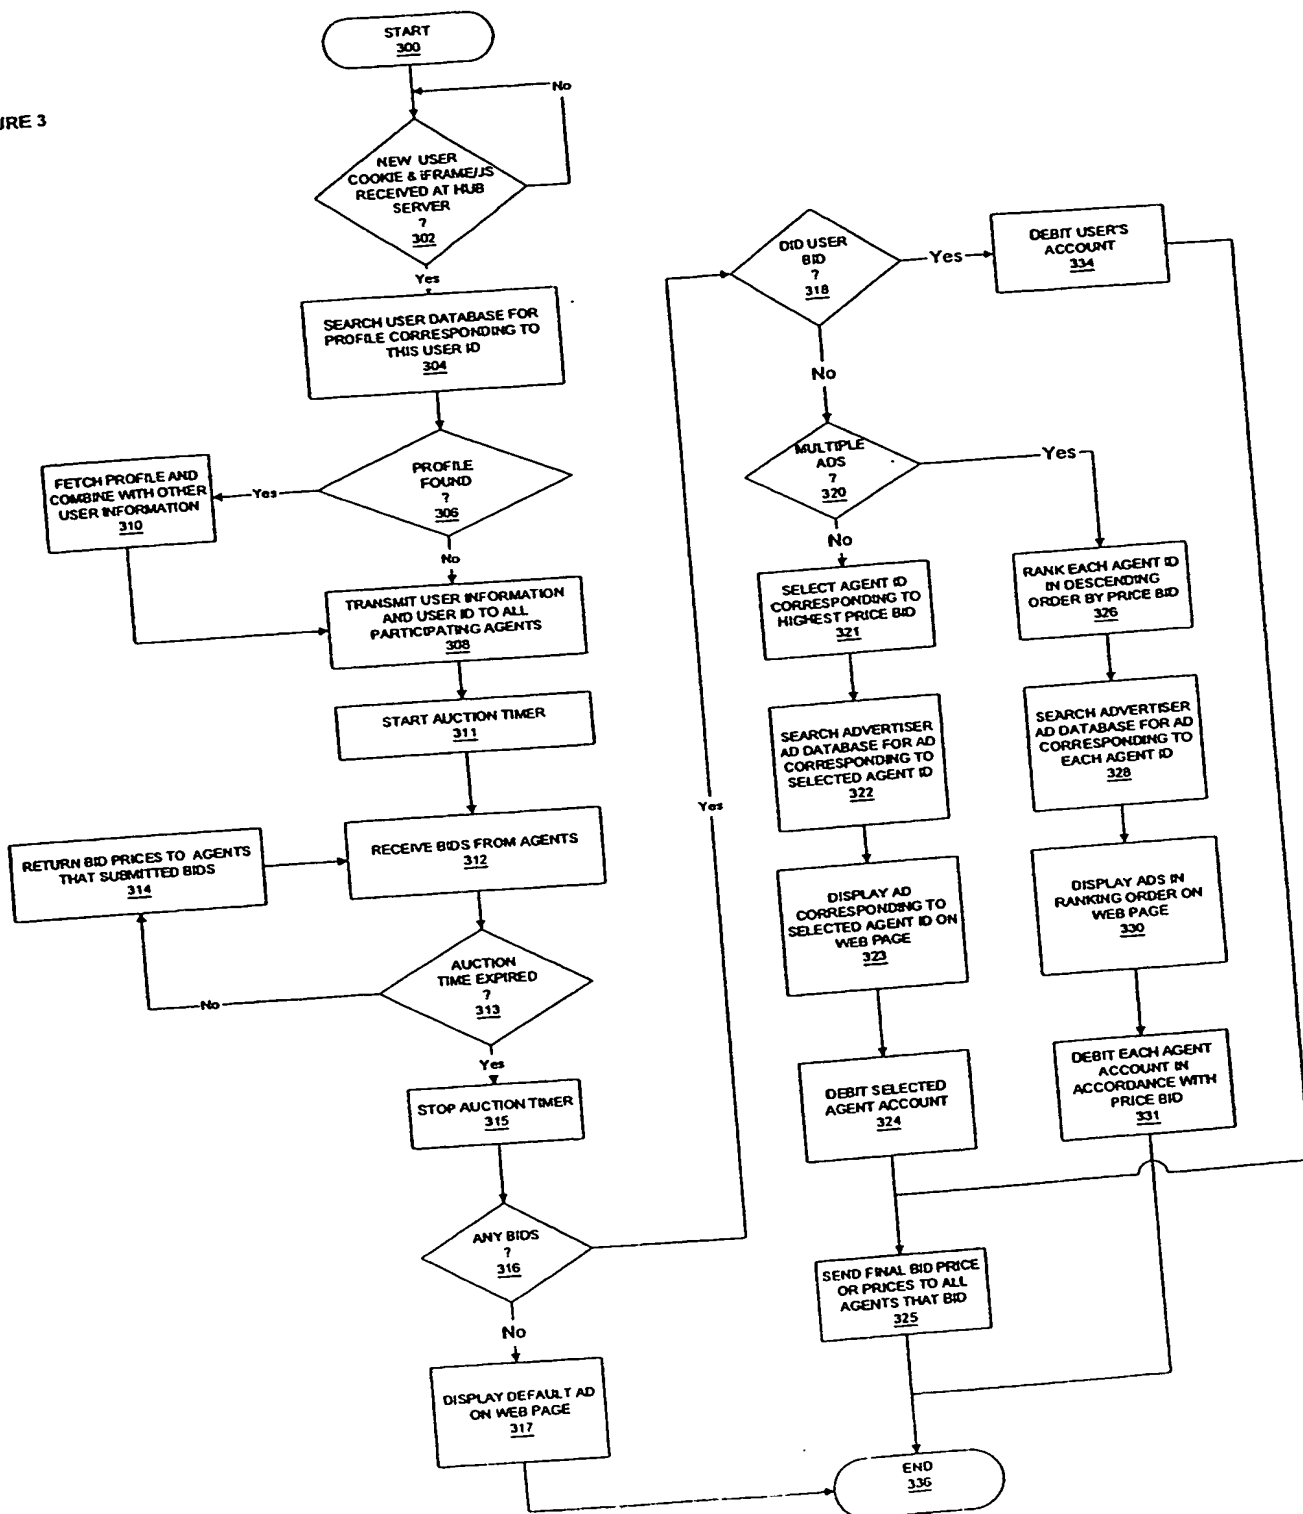 START
300
No
URE 3
NEW USER
COOKIE & IFRAME/JS
RECEIVED AT HUB
SERVER
?
302
Yes
SEARCH USER DATABASE FOR
PROFILE CORRESPONDING TO
THIS USER ID
304
PROFILE
FOUND
?
306
Yes
FETCH PROFILE AND
COMBINE WITH OTHER
USER INFORMATION
310
No
TRANSMIT USER INFORMATION
AND USER ID TO ALL
PARTICIPATING AGENTS
308
START AUCTION TIMER
311
RECEIVE BIDS FROM AGENTS
312
RETURN BID PRICES TO AGENTS
THAT SUBMITTED BIDS
314
AUCTION
TIME EXPIRED
?
313
No
Yes
STOP AUCTION TIMER
315
ANY BIDS
?
316
Yes
No
DISPLAY DEFAULT AD
ON WEB PAGE
317
DID USER
BID
?
318
Yes
DEBIT USER'S
ACCOUNT
334
No
MULTIPLE
ADS
?
320
Yes
No
SELECT AGENT ID
CORRESPONDING TO
HIGHEST PRICE BID
321
SEARCH ADVERTISER
AD DATABASE FOR AD
CORRESPONDING TO
SELECTED AGENT ID
322
DISPLAY AD
CORRESPONDING TO
SELECTED AGENT ID ON
WEB PAGE
323
DEBIT SELECTED
AGENT ACCOUNT
324
RANK EACH AGENT ID
IN DESCENDING
ORDER BY PRICE BID
326
SEARCH ADVERTISER
AD DATABASE FOR AD
CORRESPONDING TO
EACH AGENT ID
328
DISPLAY ADS IN
RANKING ORDER ON
WEB PAGE
330
DEBIT EACH AGENT
ACCOUNT IN
ACCORDANCE WITH
PRICE BID
331
SEND FINAL BID PRICE
OR PRICES TO ALL
AGENTS THAT BID
325
END
336